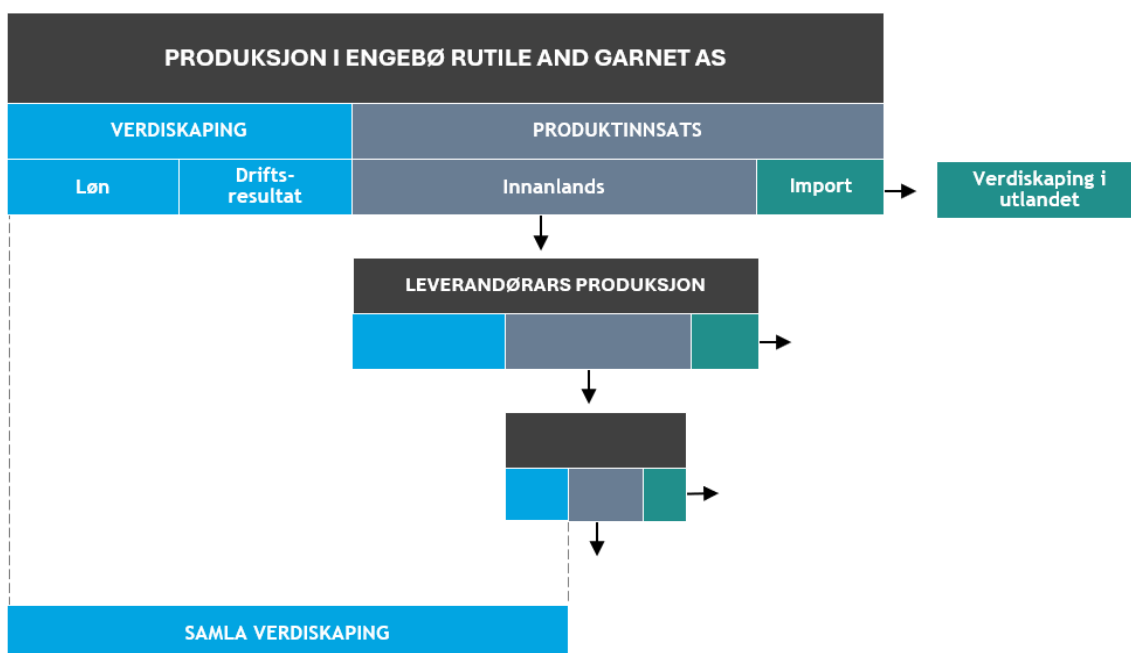 PRODUKSJON I ENGEBØ RUTILE AND GARNET AS
VERDISKAPING
PRODUKTINNSATS
Løn
Drifts-
resultat
Innanlands
Import
Verdiskaping i
utlandet
LEVERANDØRARS PRODUKSJON
SAMLA VERDISKAPING